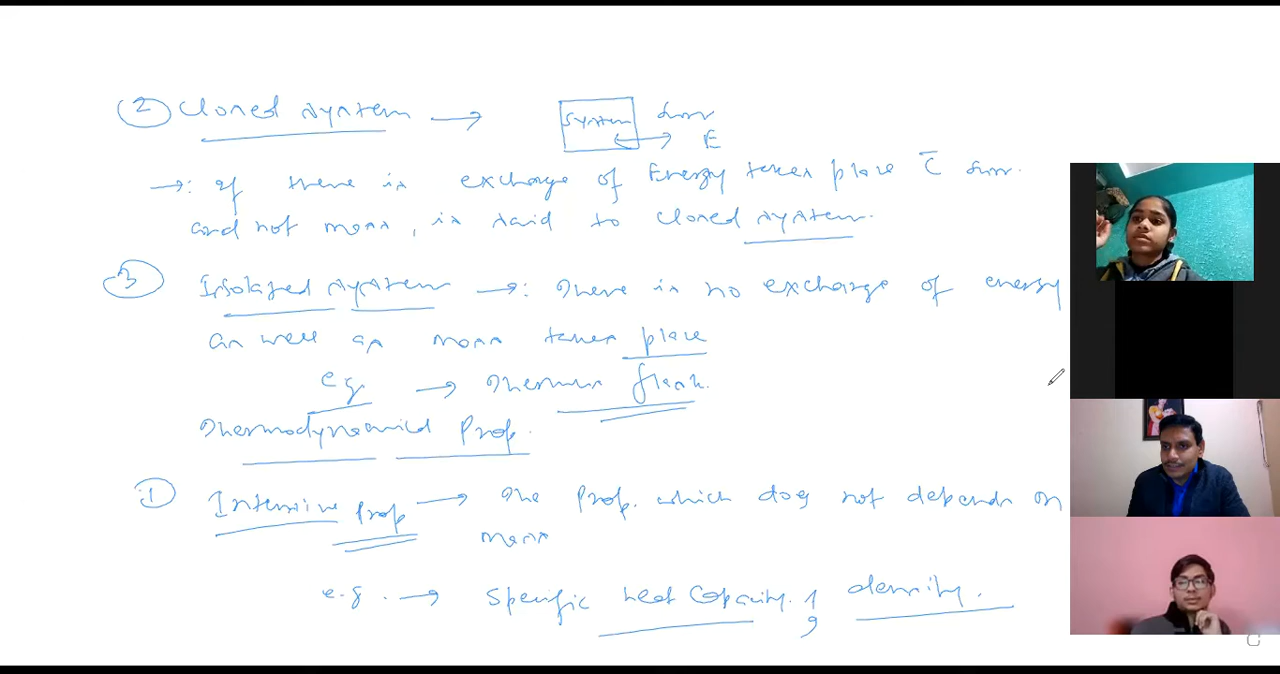 ② Closed system →
System surr
E
→: If there is exchange of Energy taken place c̄ surr.
and not mass, is said to closed system.
③ Isolated system →: There is no exchange of energy
as well as mass taken place
e.g. → Thermus flask.
Thermodynamical Prop.
① Intensive Prop → The Prop. which does not depends on
mass
e.g. → Specific heat Capacity, density.